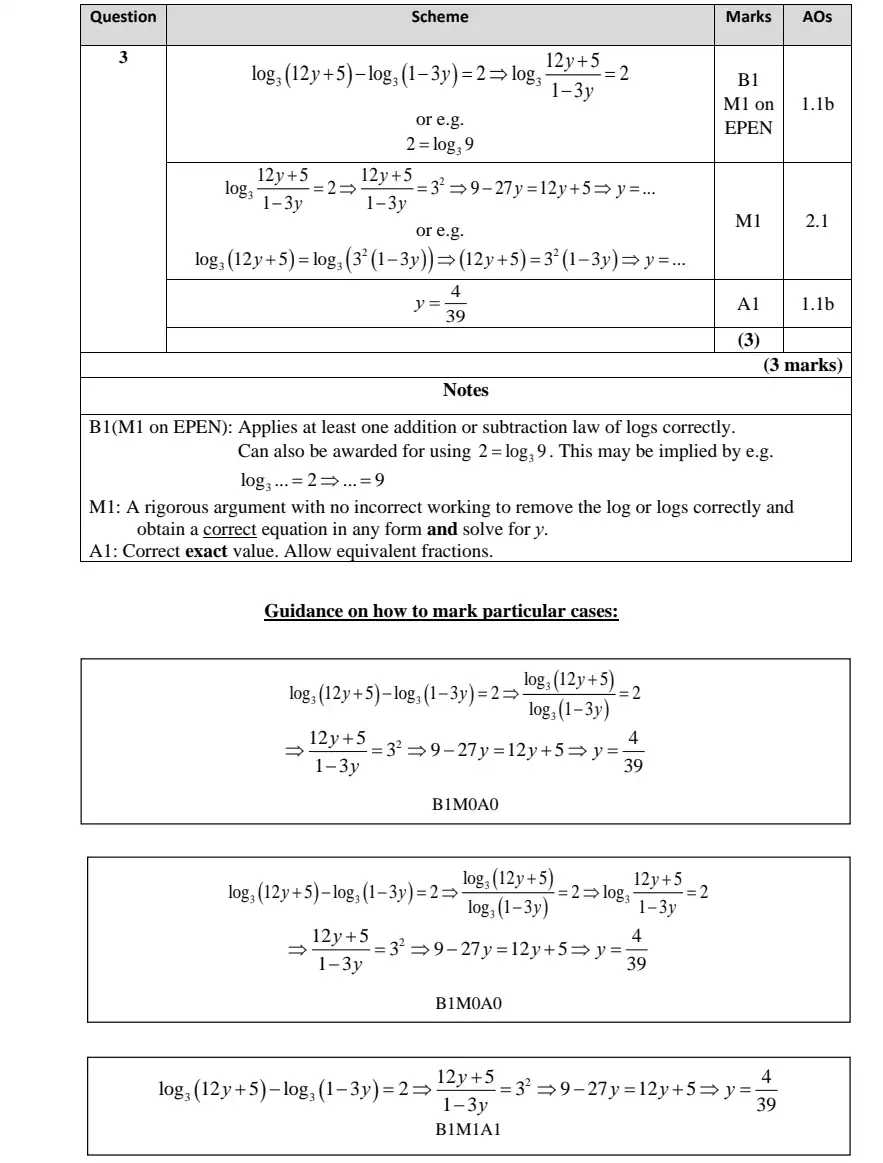 Question Scheme Marks AOs
3 log₃(12y+5)−log₃(1−3y)=2⇒log₃ (12y+5)/(1−3y) = 2
or e.g.
2 = log₃ 9
B1
M1 on
EPEN
1.1b
log₃ (12y+5)/(1−3y) = 2 ⇒ (12y+5)/(1−3y) = 3² ⇒ 9−27y = 12y+5 ⇒ y = ...
or e.g.
log₃(12y+5) = log₃(3²(1−3y)) ⇒ (12y+5) = 3²(1−3y) ⇒ y = ...
M1 2.1
y = 4/39 A1 1.1b
(3)
(3 marks)
Notes
B1(M1 on EPEN): Applies at least one addition or subtraction law of logs correctly.
Can also be awarded for using 2 = log₃ 9. This may be implied by e.g.
log₃ ... = 2 ⇒ ... = 9
M1: A rigorous argument with no incorrect working to remove the log or logs correctly and
obtain a correct equation in any form and solve for y.
A1: Correct exact value. Allow equivalent fractions.
Guidance on how to mark particular cases:
log₃(12y+5)−log₃(1−3y)=2⇒ log₃(12y+5)/log₃(1−3y) = 2
⇒ (12y+5)/(1−3y) = 3² ⇒ 9−27y = 12y+5 ⇒ y = 4/39
B1M0A0
log₃(12y+5)−log₃(1−3y)=2⇒ log₃(12y+5)/log₃(1−3y) = 2 ⇒ log₃ (12y+5)/(1−3y) = 2
⇒ (12y+5)/(1−3y) = 3² ⇒ 9−27y = 12y+5 ⇒ y = 4/39
B1M0A0
log₃(12y+5)−log₃(1−3y)=2⇒ (12y+5)/(1−3y) = 3² ⇒ 9−27y = 12y+5 ⇒ y = 4/39
B1M1A1